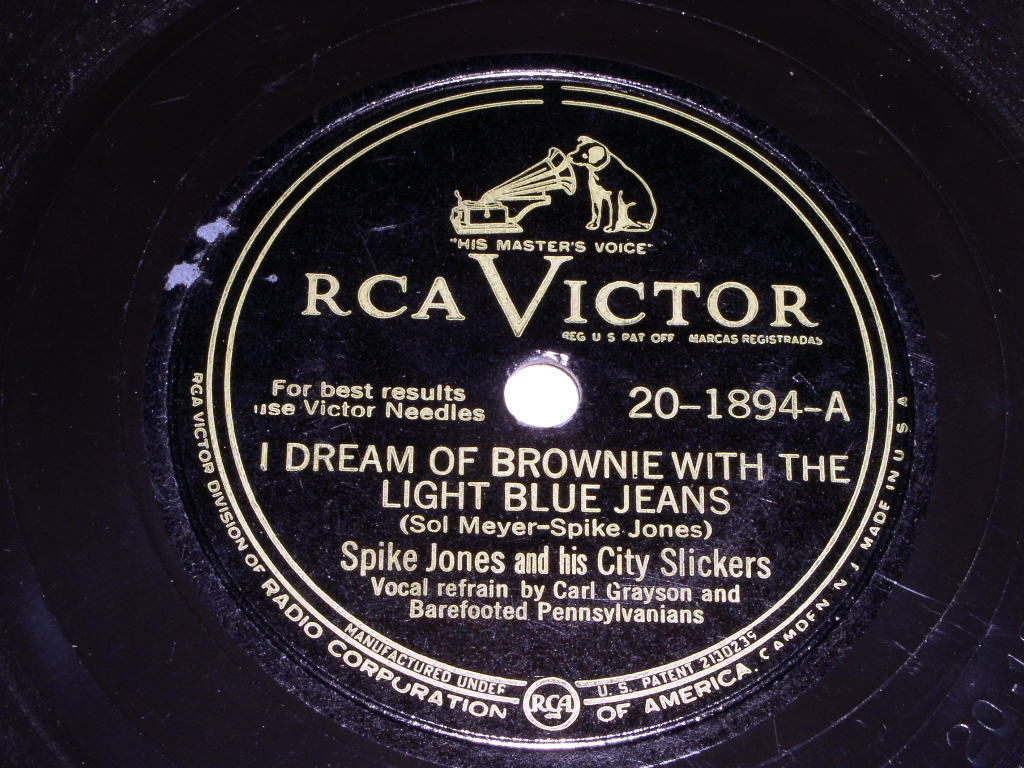 "HIS MASTER'S VOICE"
RCA VICTOR
REG U S PAT OFF MARCAS REGISTRADAS
For best results
use Victor Needles
20-1894-A
I DREAM OF BROWNIE WITH THE
LIGHT BLUE JEANS
(Sol Meyer-Spike Jones)
Spike Jones and his City Slickers
Vocal refrain by Carl Grayson and
Barefooted Pennsylvanians
MANUFACTURED UNDER
RCA
U.S. PATENT 2130239
RCA VICTOR DIVISION OF RADIO CORPORATION OF AMERICA, CAMDEN N J MADE IN U S A